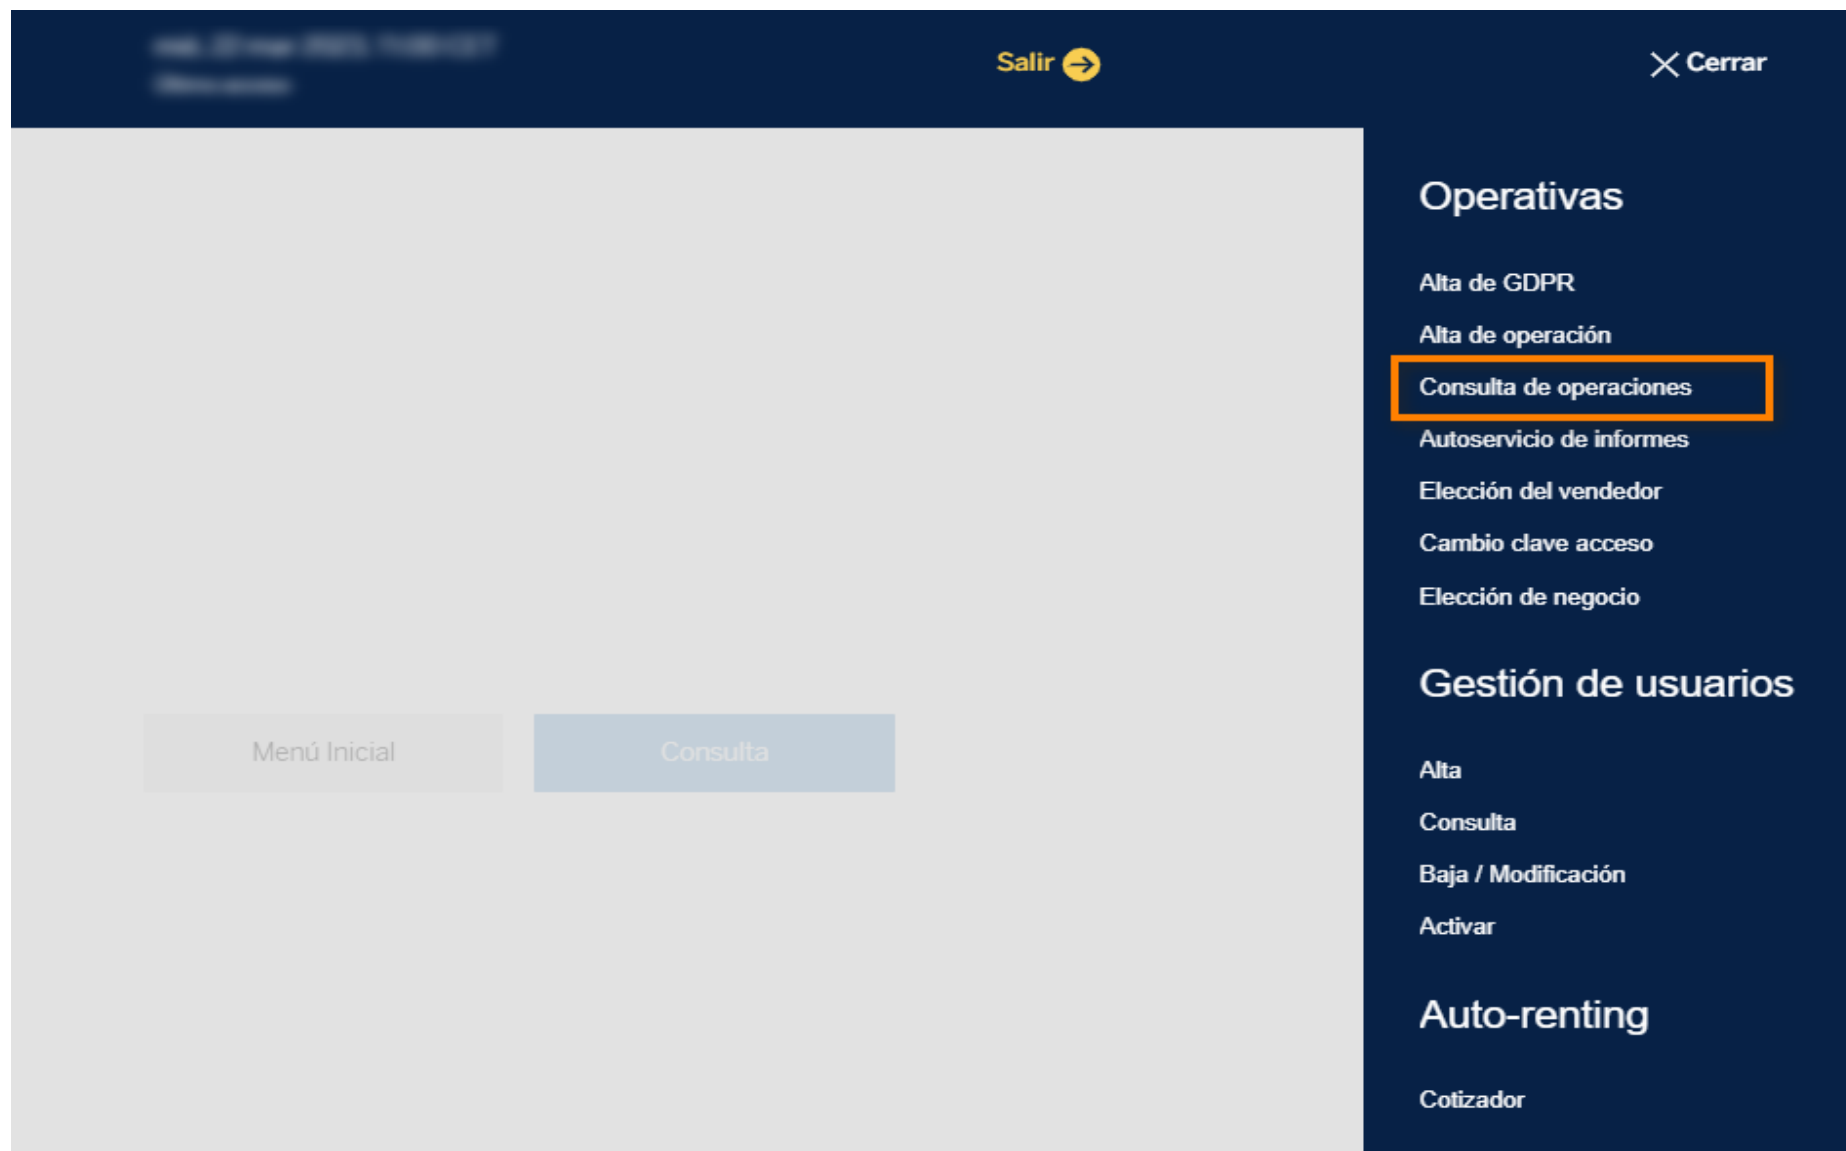 Salir
Cerrar
Operativas
Alta de GDPR
Alta de operación
Consulta de operaciones
Autoservicio de informes
Elección del vendedor
Cambio clave acceso
Elección de negocio
Gestión de usuarios
Menú Inicial
Consulta
Alta
Consulta
Baja / Modificación
Activar
Auto-renting
Cotizador